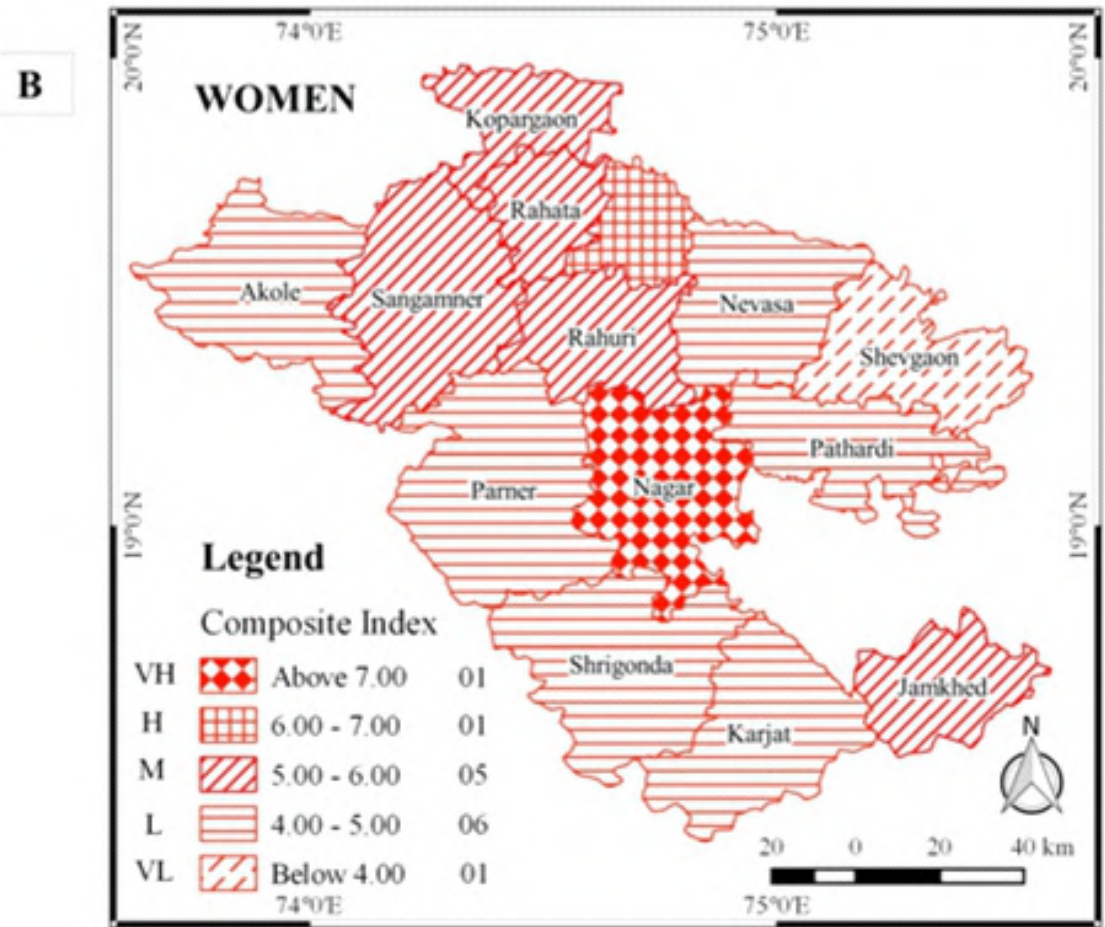 B
74°0'E 75°0'E
20°0'N 20°0'N
WOMEN
Kopargaon
Rahata
Akole
Sangamner
Nevasa
Rahuri
Shevgaon
Pathardi
Parner
Nagar
19°0'N 19°0'N
Legend
Composite Index
VH Above 7.00 01
H 6.00 - 7.00 01
M 5.00 - 6.00 05
L 4.00 - 5.00 06
VL Below 4.00 01
Shrigonda
Jamkhed
Karjat
N
20 0 20 40 km
74°0'E 75°0'E